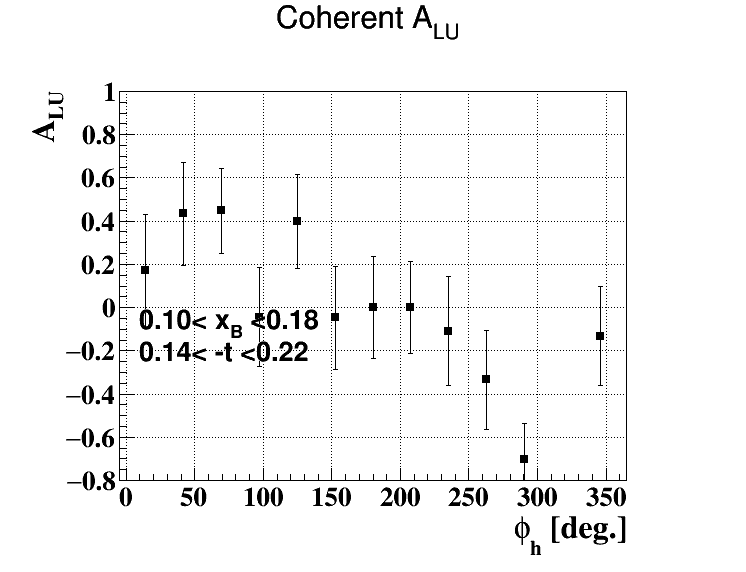 Coherent A_LU
A_LU
1
0.8
0.6
0.4
0.2
0
−0.2
−0.4
−0.6
−0.8
0.10< x_B <0.18
0.14< -t <0.22
0 50 100 150 200 250 300 350
ϕ_h [deg.]